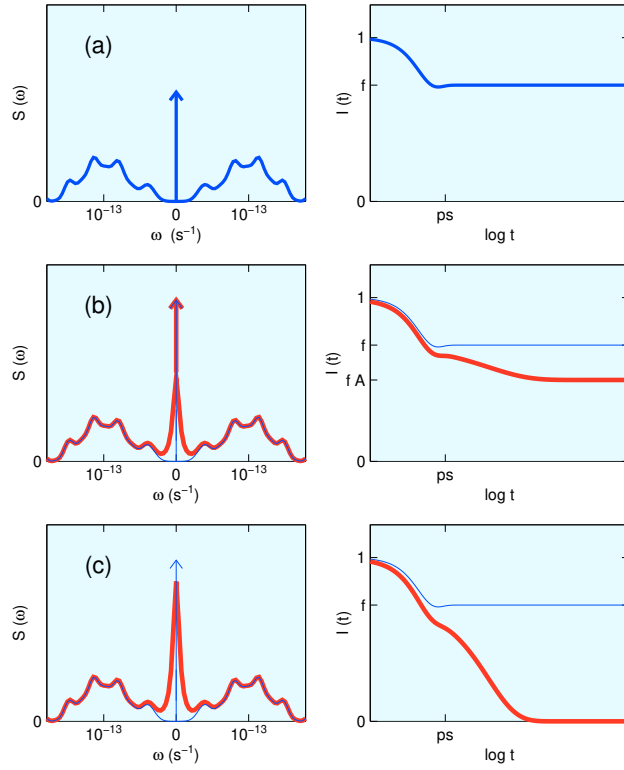 (a)
S (ω)
0
10⁻¹³ 0 10⁻¹³
ω (s⁻¹)
I (t)
1
f
0
ps
log t
(b)
S (ω)
0
10⁻¹³ 0 10⁻¹³
ω (s⁻¹)
I (t)
1
f
f A
0
ps
log t
(c)
S (ω)
0
10⁻¹³ 0 10⁻¹³
ω (s⁻¹)
I (t)
1
f
0
ps
log t